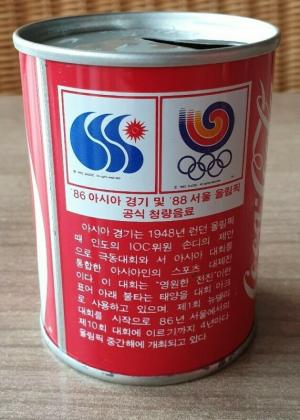 '86 아시아 경기 및 '88 서울 올림픽
공식 청량음료
아시아 경기는 1948년 런던 올림픽
때 인도의 IOC위원 손디의 제안
으로 극동대회와 서 아시아 대회를
통합한 아시아인의 스포츠 대제전
이다 이 대회는 "영원한 전진"이란
표어 아래 불타는 태양을 대회 마크
로 사용하고 있으며 제1회 뉴델리
대회를 시작으로 86년 서울에서의
제10회 대회에 이르기까지 4년마다
올림픽 중간해에 개최되고 있다